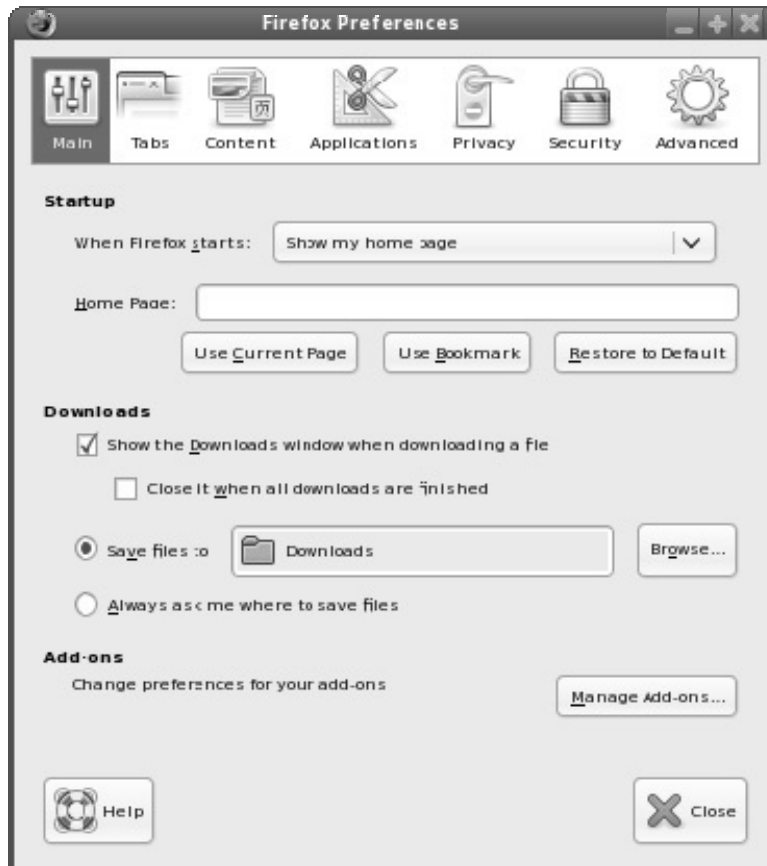 Firefox Preferences
Main Tabs Content Applications Privacy Security Advanced
页
Startup
When Firefox starts: Show my home page
Home Page:
Use Current Page Use Bookmark Restore to Default
Downloads
Show the Downloads window when downloading a file
Close it when all downloads are finished
Save files to Downloads Browse...
Always ask me where to save files
Add-ons
Change preferences for your add-ons
Manage Add-ons...
Help Close